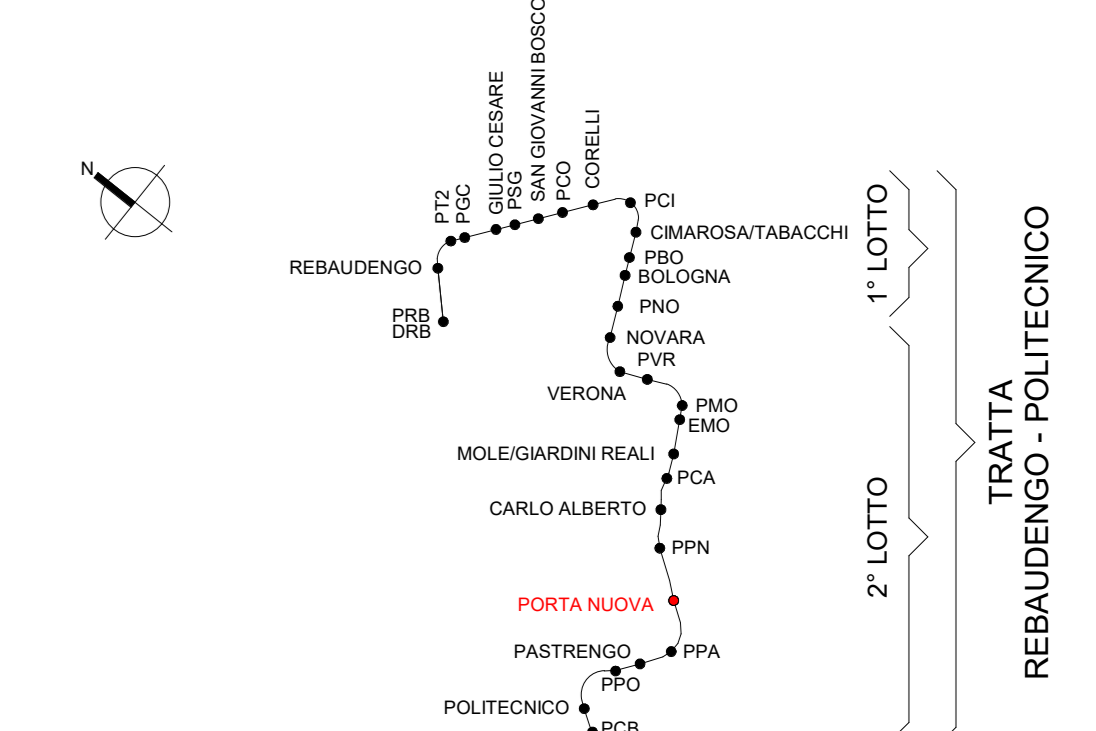 N
PT2
PGC
GIULIO CESARE
PSG
SAN GIOVANNI BOSCO
PCO
CORELLI
PCI
CIMAROSA/TABACCHI
REBAUDENGO
PBO
BOLOGNA
PRB
DRB
PNO
NOVARA
PVR
VERONA
PMO
EMO
MOLE/GIARDINI REALI
PCA
CARLO ALBERTO
PPN
PORTA NUOVA
PASTRENGO
PPA
PPO
POLITECNICO
PCB
1° LOTTO
2° LOTTO
TRATTA
REBAUDENGO - POLITECNICO